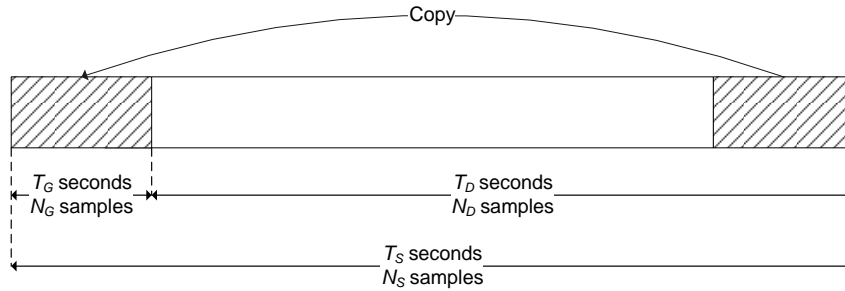 Copy
T_G seconds
N_G samples
T_D seconds
N_D samples
T_S seconds
N_S samples